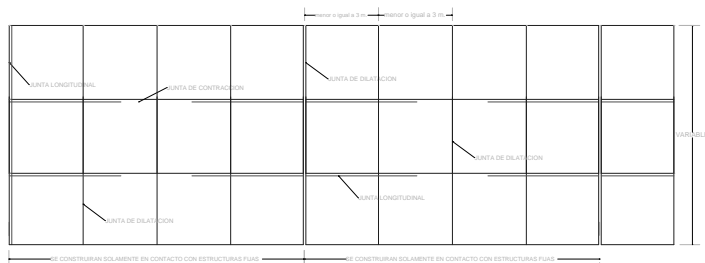 menor o igual a 3 m.
menor o igual a 3 m.
JUNTA DE DILATACION
JUNTA LONGITUDINAL
JUNTA DE CONTRACCION
VARIABL
JUNTA DE DILATACION
JUNTA LONGITUDINAL
JUNTA DE DILATACION
SE CONSTRUIRAN SOLAMENTE EN CONTACTO CON ESTRUCTURAS FIJAS
SE CONSTRUIRAN SOLAMENTE EN CONTACTO CON ESTRUCTURAS FIJAS